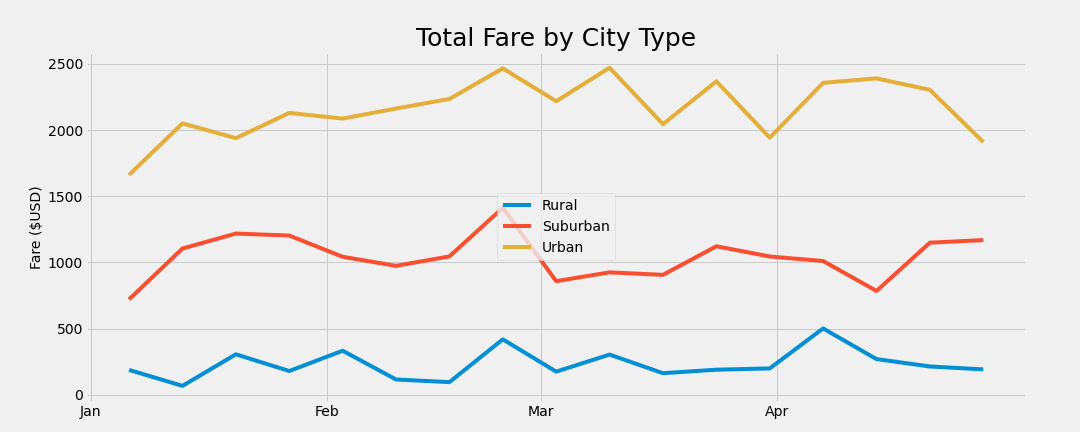 Total Fare by City Type
Fare ($USD)
2500
2000
1500
1000
500
0
Rural
Suburban
Urban
Jan Feb Mar Apr